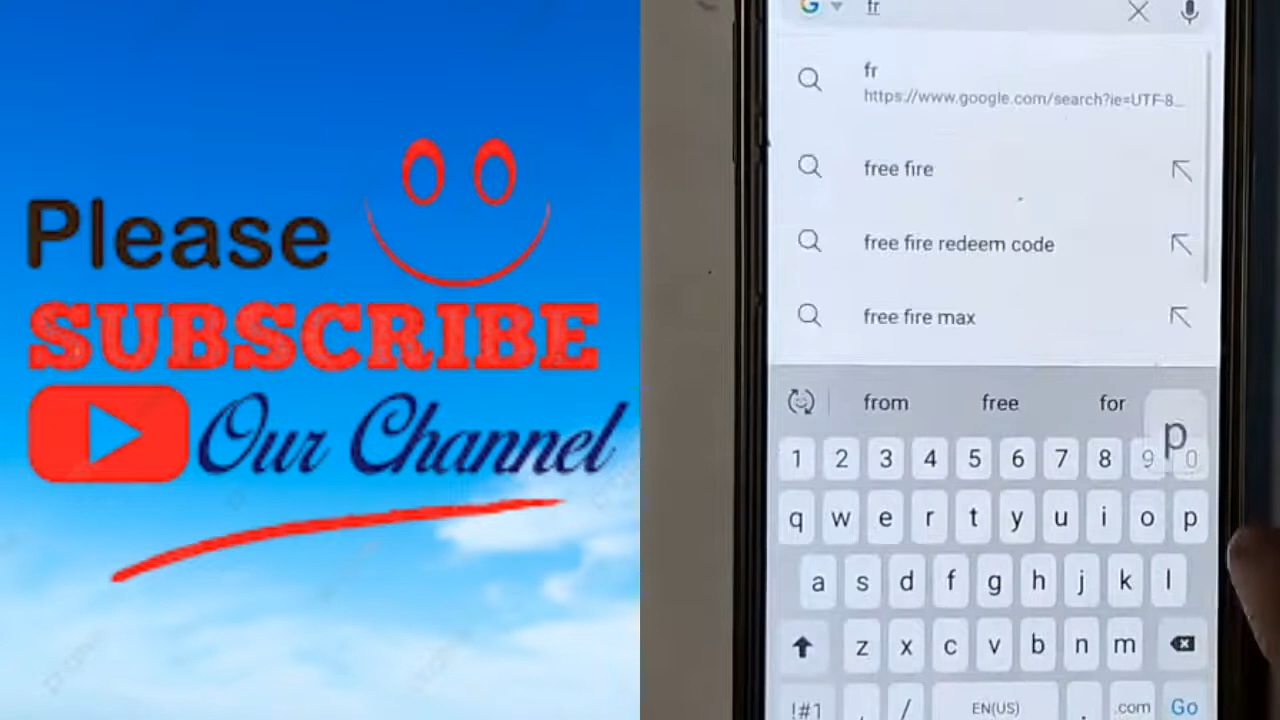 Please
SUBSCRIBE
Our Channel
fr
fr
https://www.google.com/search?ie=UTF-8...
free fire
free fire redeem code
free fire max
from free for
p
1 2 3 4 5 6 7 8 9 0
q w e r t y u i o p
a s d f g h j k l
z x c v b n m
!#1 , / EN(US) . .com Go